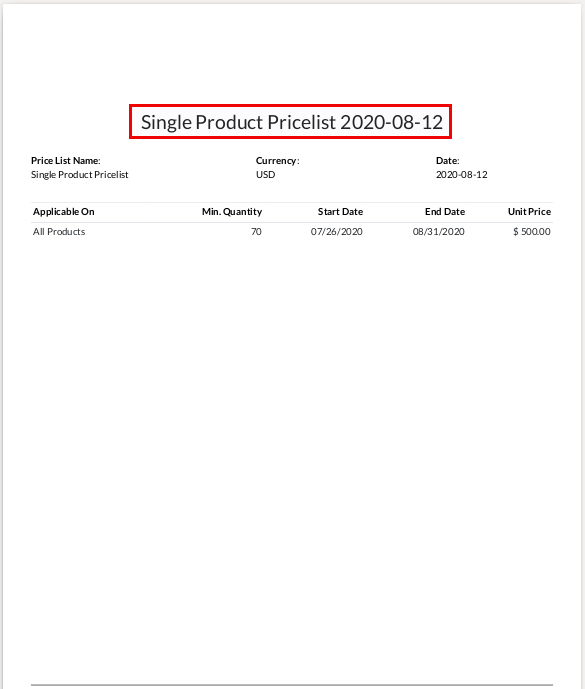 Single Product Pricelist 2020-08-12
Price List Name: Currency: Date:
Single Product Pricelist USD 2020-08-12
Applicable On Min. Quantity Start Date End Date Unit Price
All Products 70 07/26/2020 08/31/2020 $ 500.00